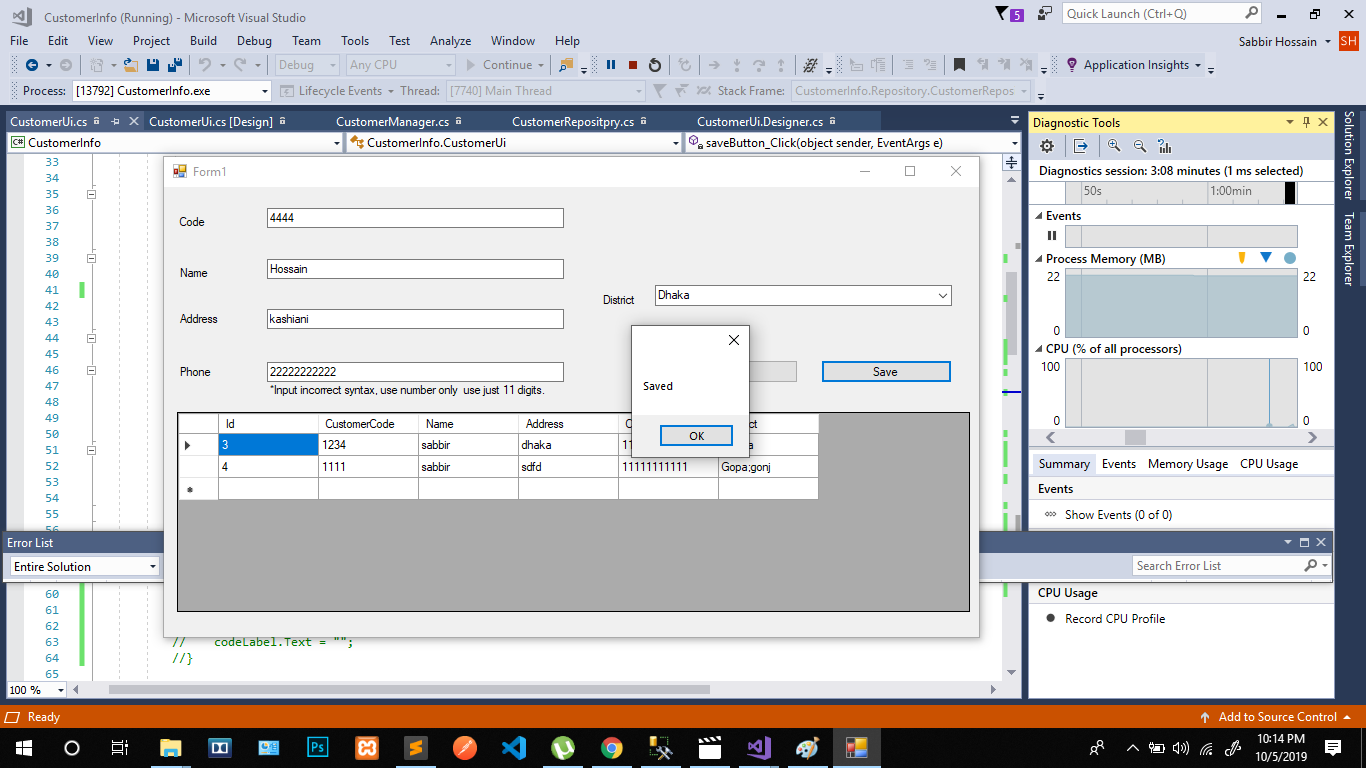 CustomerInfo (Running) - Microsoft Visual Studio
5
Quick Launch (Ctrl+Q)
File Edit View Project Build Debug Team Tools Test Analyze Window Help
Sabbir Hossain SH
Debug Any CPU Continue Application Insights
Process: [13792] CustomerInfo.exe Lifecycle Events Thread: [7740] Main Thread Stack Frame: CustomerInfo.Repository.CustomerRepos
CustomerUi.cs CustomerUi.cs [Design] CustomerManager.cs CustomerRepositpry.cs CustomerUi.Designer.cs
C# CustomerInfo CustomerInfo.CustomerUi saveButton_Click(object sender, EventArgs e)
33
34
35
36
37
38
39
40
41
42
43
44
45
46
47
48
49
50
51
52
53
54
55
56
Form1
Code 4444
Name Hossain
District Dhaka
Address kashiani
Phone 22222222222
Save
*Input incorrect syntax, use number only use just 11 digits.
Saved
OK
Id CustomerCode Name Address C ct
3 1234 sabbir dhaka 11 a
4 1111 sabbir sdfd 11111111111 Gopa;gonj
*
Error List
Entire Solution
Search Error List
60
61
62
63 // codeLabel.Text = "";
64 //}
65
100 %
Diagnostic Tools
Diagnostic session: 3:08 minutes (1 ms selected)
50s 1:00min
Events
Process Memory (MB)
22 22
0 0
CPU (% of all processors)
100 100
0 0
Summary Events Memory Usage CPU Usage
Events
Show Events (0 of 0)
CPU Usage
Record CPU Profile
Solution Explorer
Team Explorer
Ready
Add to Source Control
Ps
10:14 PM
10/5/2019